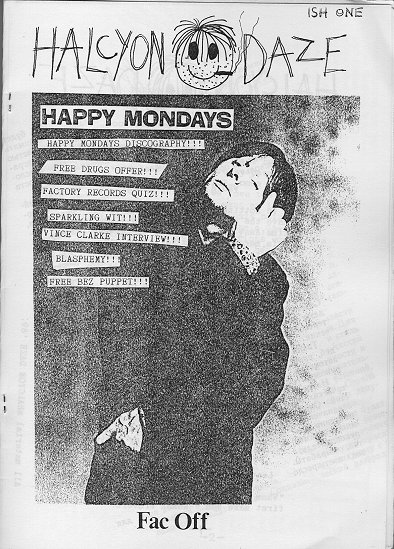 ISH ONE
HALCYON DAZE
HAPPY MONDAYS
HAPPY MONDAYS DISCOGRAPHY!!!
FREE DRUGS OFFER!!!
FACTORY RECORDS QUIZ!!!
SPARKLING WIT!!!
VINCE CLARKE INTERVIEW!!!
BLASPHEMY!!!
FREE BEZ PUPPET!!!
Fac Off
-2-